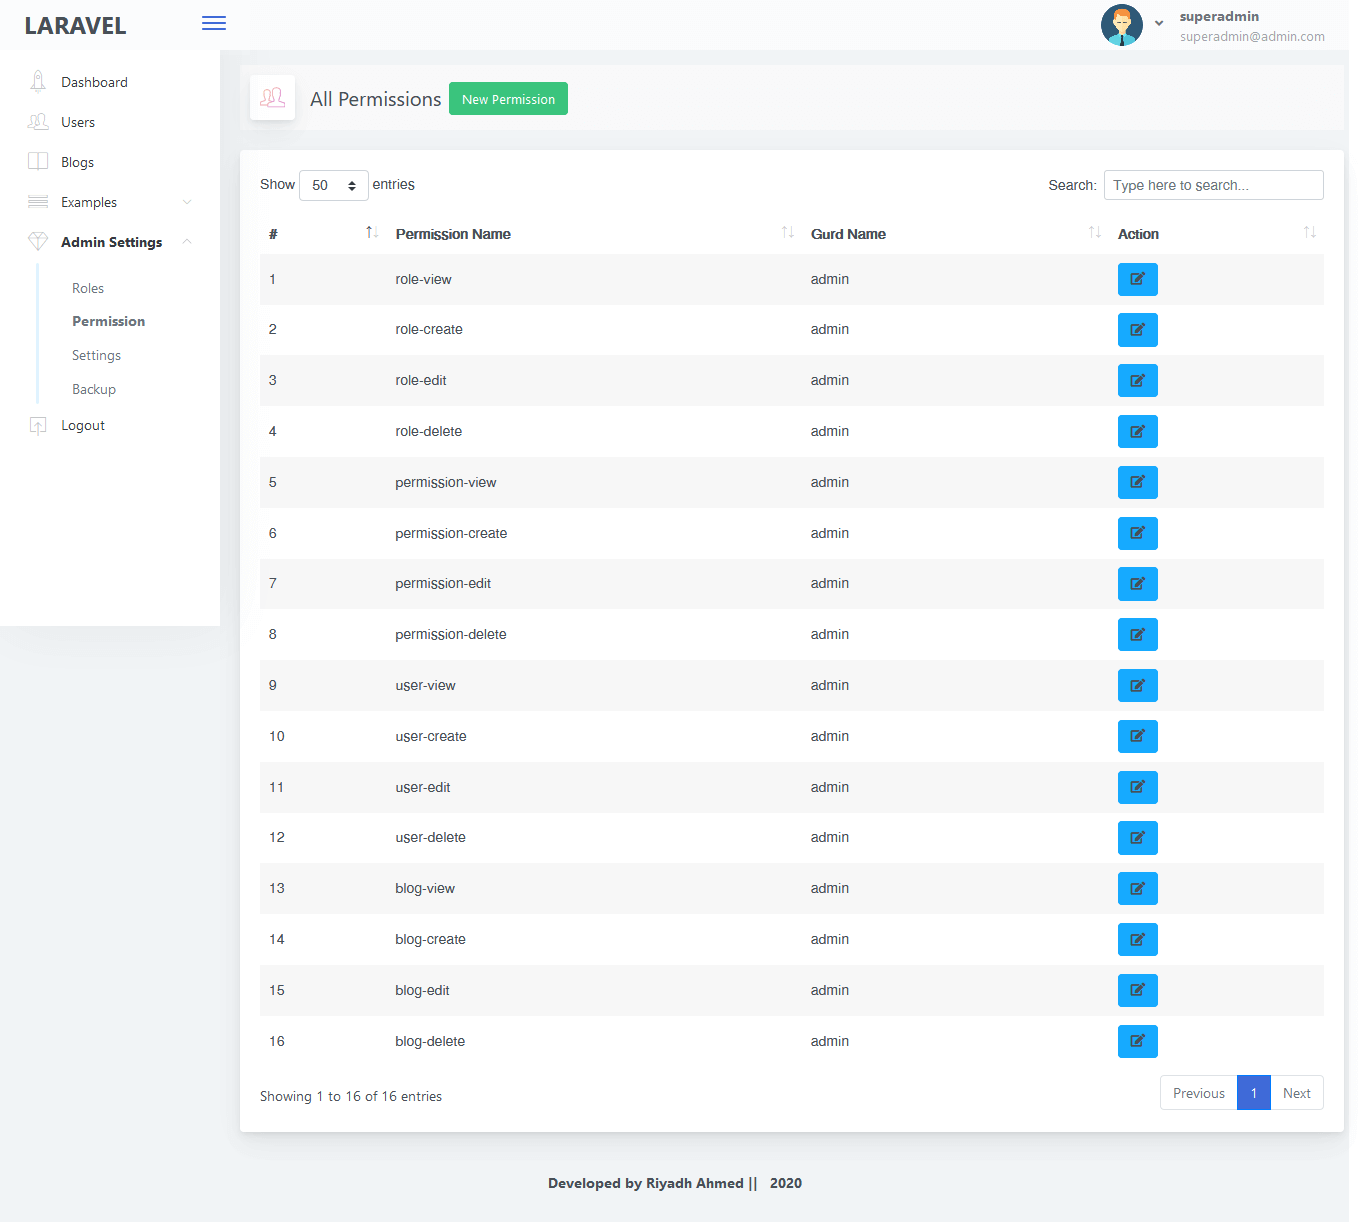 LARAVEL
superadmin
superadmin@admin.com
Dashboard
Users
Blogs
Examples
Admin Settings
Roles
Permission
Settings
Backup
Logout
All Permissions New Permission
Show 50 entries
Search: Type here to search...
# Permission Name Gurd Name Action
1 role-view admin
2 role-create admin
3 role-edit admin
4 role-delete admin
5 permission-view admin
6 permission-create admin
7 permission-edit admin
8 permission-delete admin
9 user-view admin
10 user-create admin
11 user-edit admin
12 user-delete admin
13 blog-view admin
14 blog-create admin
15 blog-edit admin
16 blog-delete admin
Showing 1 to 16 of 16 entries
Previous 1 Next
Developed by Riyadh Ahmed || 2020